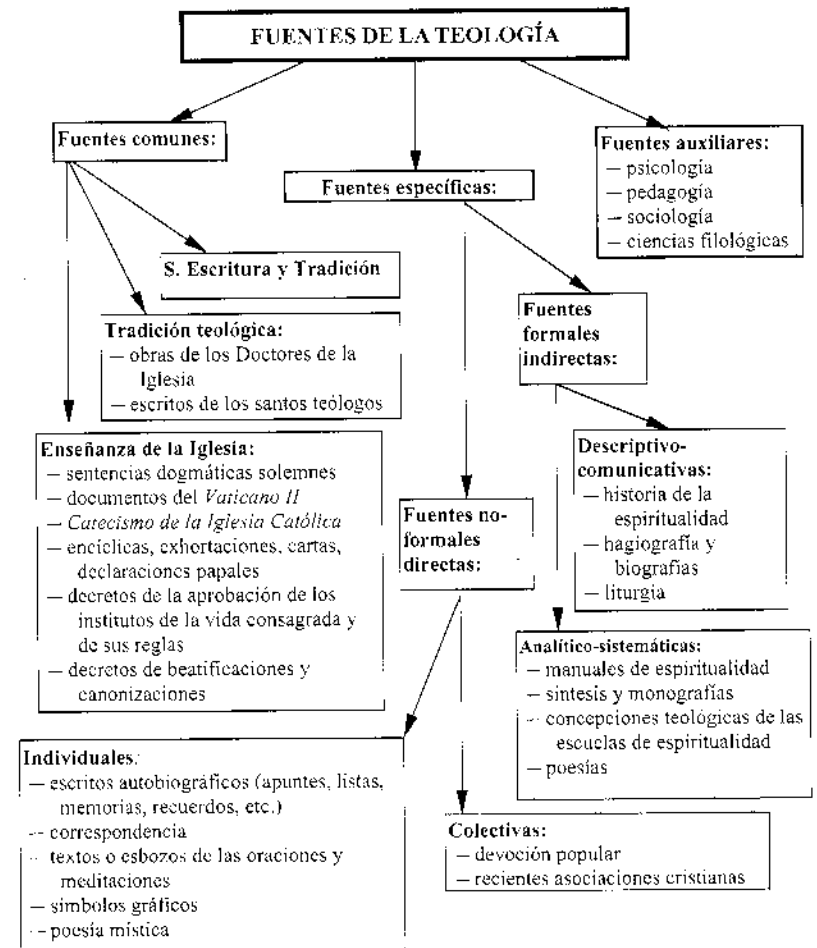 FUENTES DE LA TEOLOGÍA
Fuentes comunes:
S. Escritura y Tradición
Tradición teológica:
— obras de los Doctores de la
Iglesia
— escritos de los santos teólogos
Enseñanza de la Iglesia:
— sentencias dogmáticas solemnes
— documentos del Vaticano II
— Catecismo de la Iglesia Católica
— encíclicas, exhortaciones, cartas,
declaraciones papales
— decretos de la aprobación de los
institutos de la vida consagrada y
de sus reglas
— decretos de beatificaciones y
canonizaciones
Fuentes específicas:
Fuentes no-
formales
directas:
Individuales:
— escritos autobiográficos (apuntes, listas,
memorias, recuerdos, etc.)
— correspondencia
— textos o esbozos de las oraciones y
meditaciones
— símbolos gráficos
— poesía mística
Colectivas:
— devoción popular
— recientes asociaciones cristianas
Fuentes
formales
indirectas:
Descriptivo-
comunicativas:
— historia de la
espiritualidad
— hagiografía y
biografías
— liturgia
Analítico-sistemáticas:
— manuales de espiritualidad
— síntesis y monografías
— concepciones teológicas de las
escuelas de espiritualidad
— poesías
Fuentes auxiliares:
— psicología
— pedagogía
— sociología
— ciencias filológicas